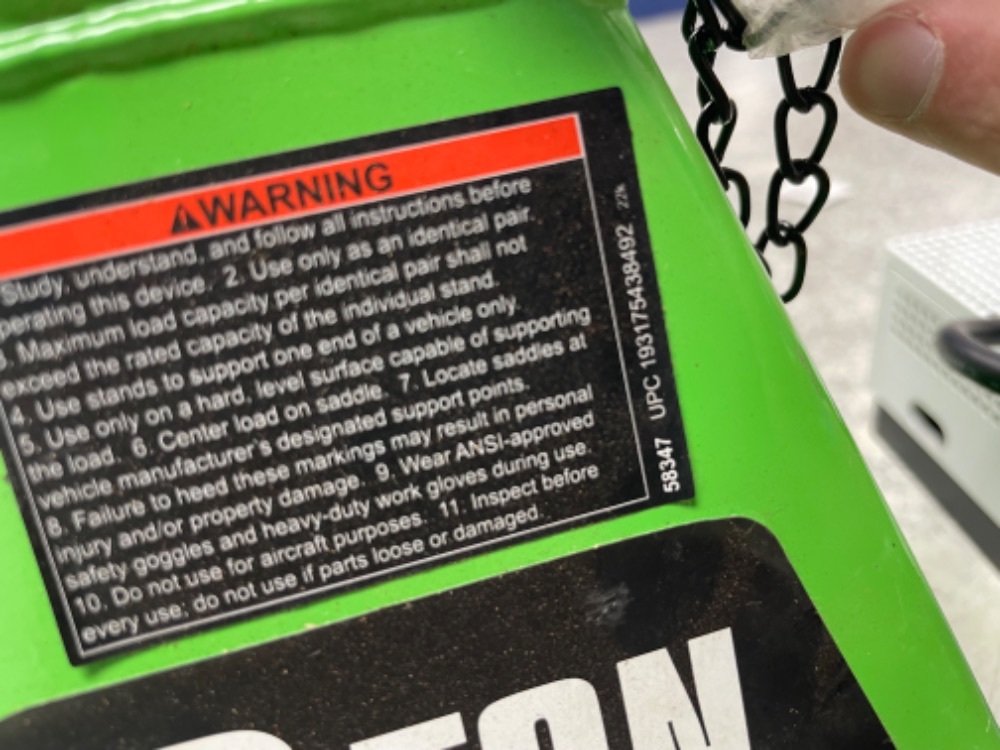 WARNING
Study, understand, and follow all instructions before
perating this device. 2. Use only as an identical pair.
Maximum load capacity per identical pair shall not
exceed the rated capacity of the individual stand.
4. Use stands to support one end of a vehicle only.
5. Use only on a hard, level surface capable of supporting
the load. 6. Center load on saddle. 7. Locate saddles at
vehicle manufacturer's designated support points.
8. Failure to heed these markings may result in personal
injury and/or property damage. 9. Wear ANSI-approved
safety goggles and heavy-duty work gloves during use.
10. Do not use for aircraft purposes. 11. Inspect before
every use; do not use if parts loose or damaged.
58347 UPC 193175438492 22k
TON